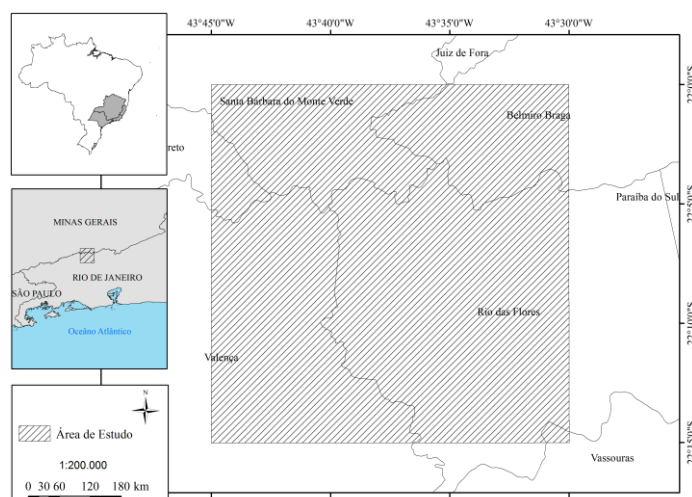 43°45'0"W
43°40'0"W
43°35'0"W
43°30'0"W
Juiz de Fora
Santa Bárbara do Monte Verde
Belmiro Braga
reto
Paraíba do Sul
MINAS GERAIS
RIO DE JANEIRO
SÃO PAULO
Oceâno Atlântico
Rio das Flores
Valença
Vassouras
N
Área de Estudo
1:200.000
0 30 60 120 180 km